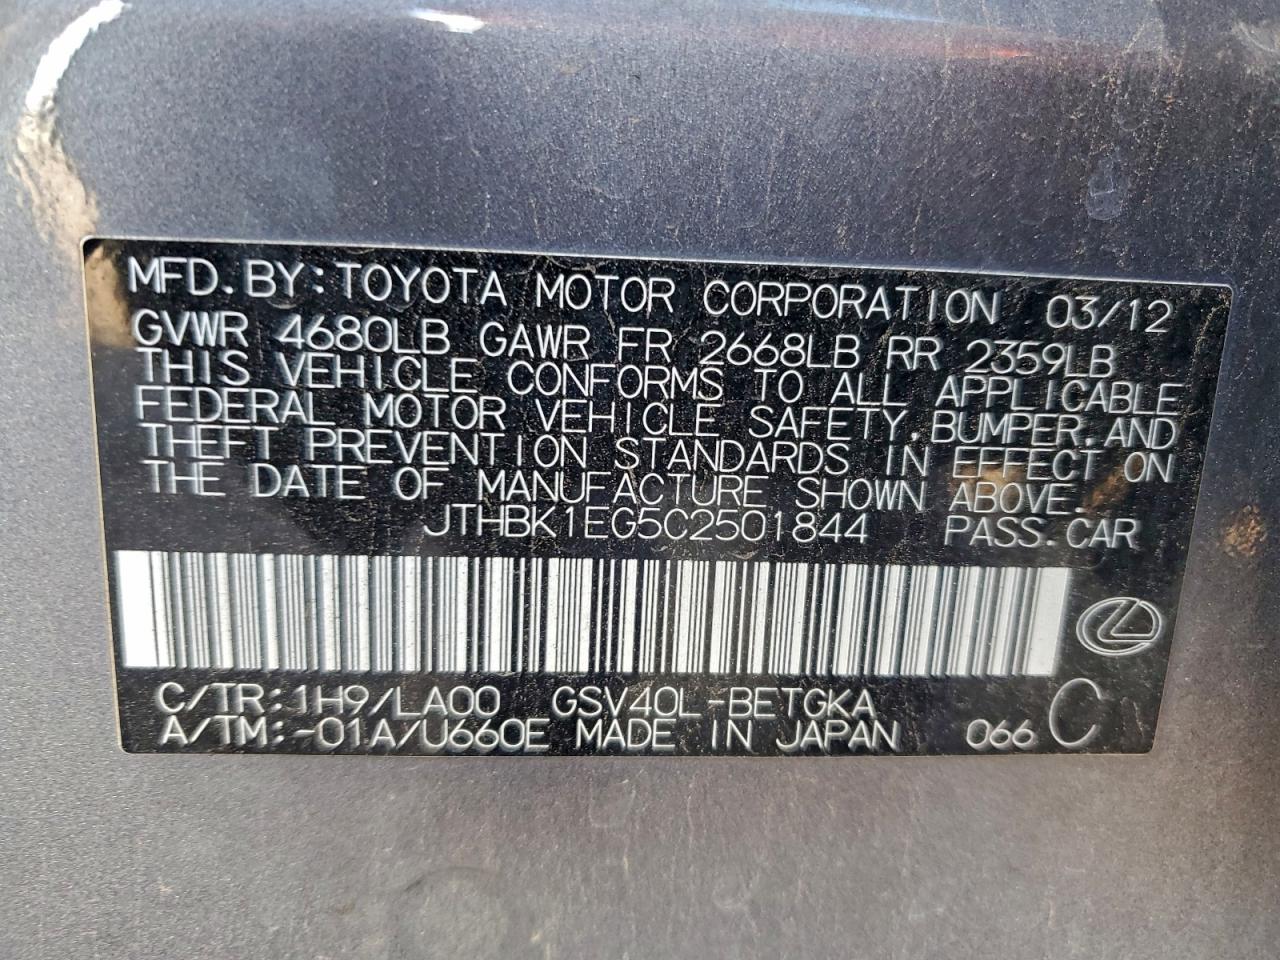 MFD. BY: TOYOTA MOTOR CORPORATION 03/12
GVWR 4680LB GAWR FR 2668LB RR 2359LB
THIS VEHICLE CONFORMS TO ALL APPLICABLE
FEDERAL MOTOR VEHICLE SAFETY, BUMPER, AND
THEFT PREVENTION STANDARDS IN EFFECT ON
THE DATE OF MANUFACTURE SHOWN ABOVE.
JTHBK1EG5C2501844 PASS. CAR
C/TR: 1H9/LA00 GSV40L-BETGKA
A/TM: -01A/U660E MADE IN JAPAN 066 C